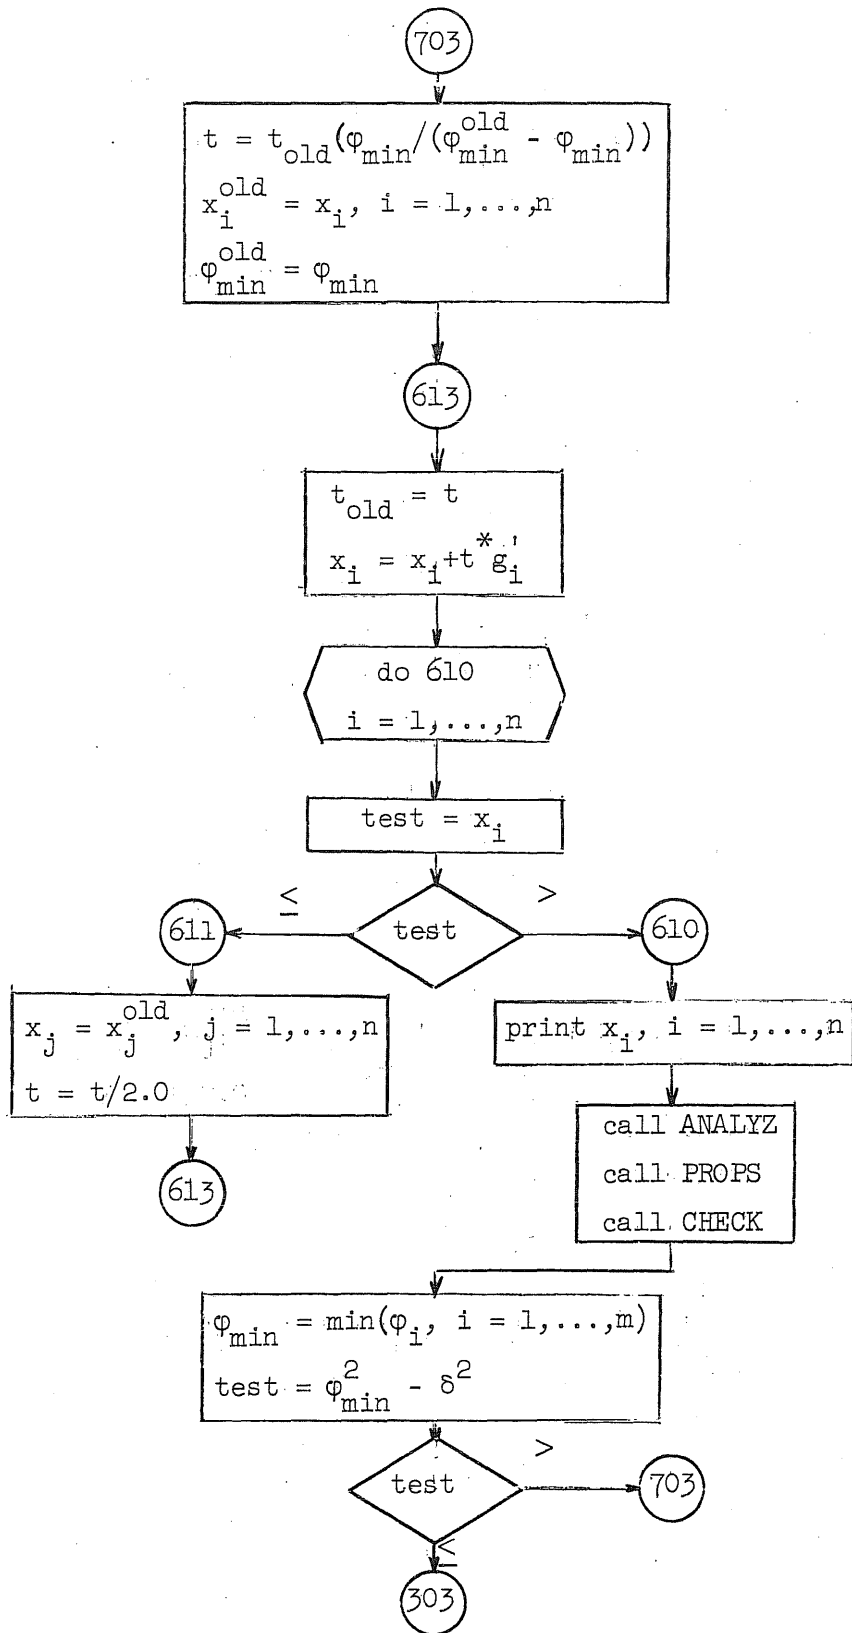 703
t = t_old(φ_min/(φ_min^old - φ_min))
x_i^old = x_i, i = 1,...,n
φ_min^old = φ_min
613
t_old = t
x_i = x_i+t*g_i'
do 610
i = 1,...,n
test = x_i
≤ >
611 test 610
x_j = x_j^old, j = 1,...,n
t = t/2.0
613
print x_i, i = 1,...,n
call ANALYZ
call PROPS
call CHECK
φ_min = min(φ_i, i = 1,...,m)
test = φ_min^2 - δ^2
>
test 703
≤
303